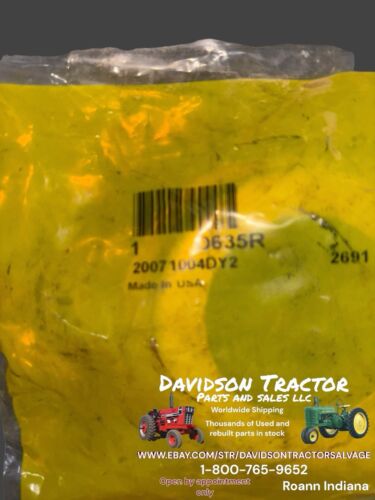 1 0635R
20071004DY2
2691
Made in USA
Davidson Tractor
Parts and sales LLC
Worldwide Shipping
Thousands of Used and
rebuilt parts in stock
www.ebay.com/str/davidsontractorsalvage
1-800-765-9652
Open by appointment
only
Roann Indiana